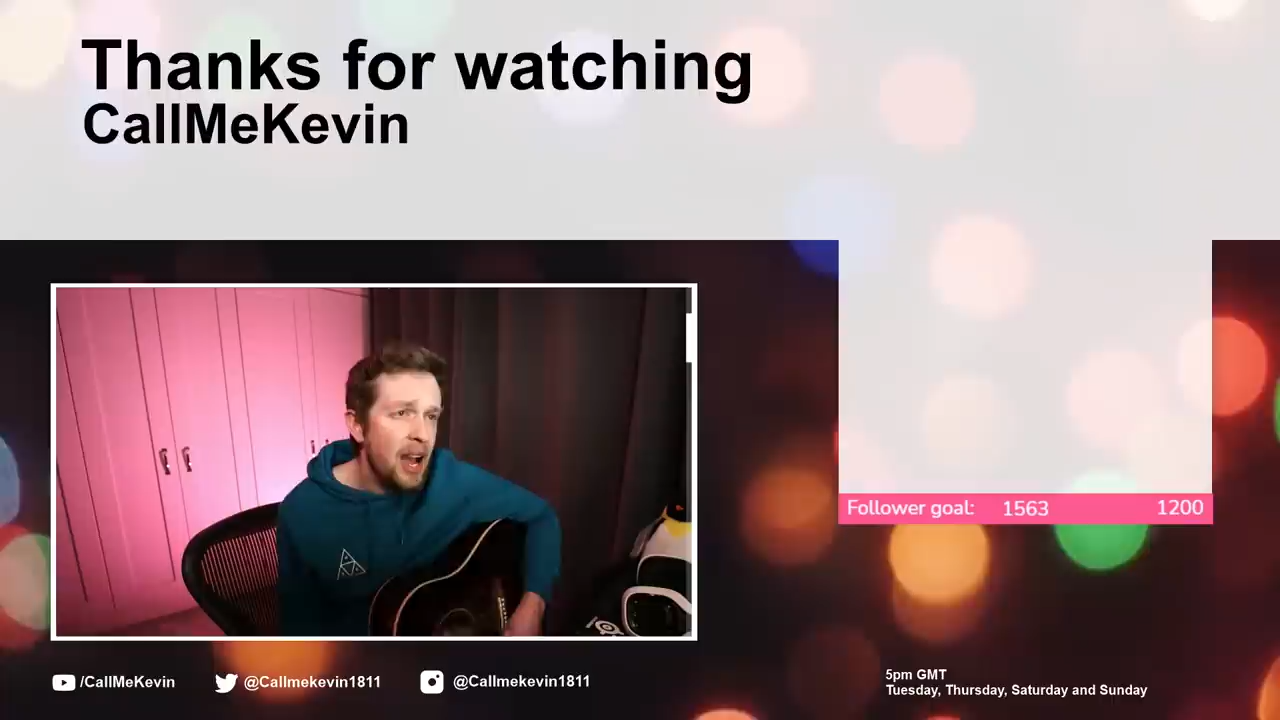 Thanks for watching
CallMeKevin
Follower goal: 1563 1200
/CallMeKevin @Callmekevin1811 @Callmekevin1811
5pm GMT
Tuesday, Thursday, Saturday and Sunday